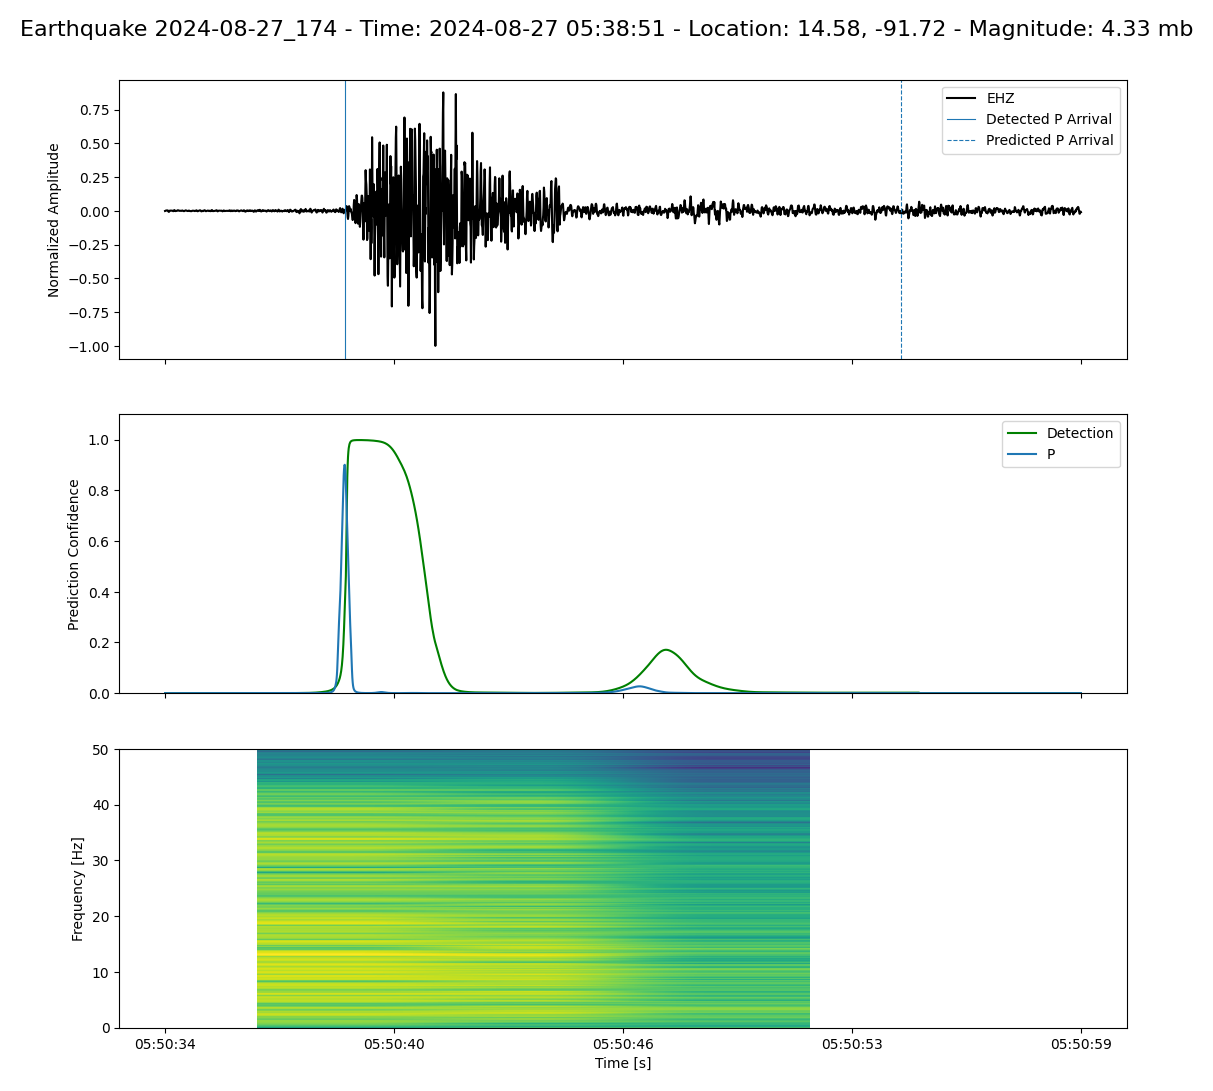 Earthquake 2024-08-27_174 - Time: 2024-08-27 05:38:51 - Location: 14.58, -91.72 - Magnitude: 4.33 mb
Normalized Amplitude
0.75
0.50
0.25
0.00
−0.25
−0.50
−0.75
−1.00
EHZ
Detected P Arrival
Predicted P Arrival
Prediction Confidence
1.0
0.8
0.6
0.4
0.2
0.0
Detection
P
Frequency [Hz]
50
40
30
20
10
0
05:50:34 05:50:40 05:50:46 05:50:53 05:50:59
Time [s]